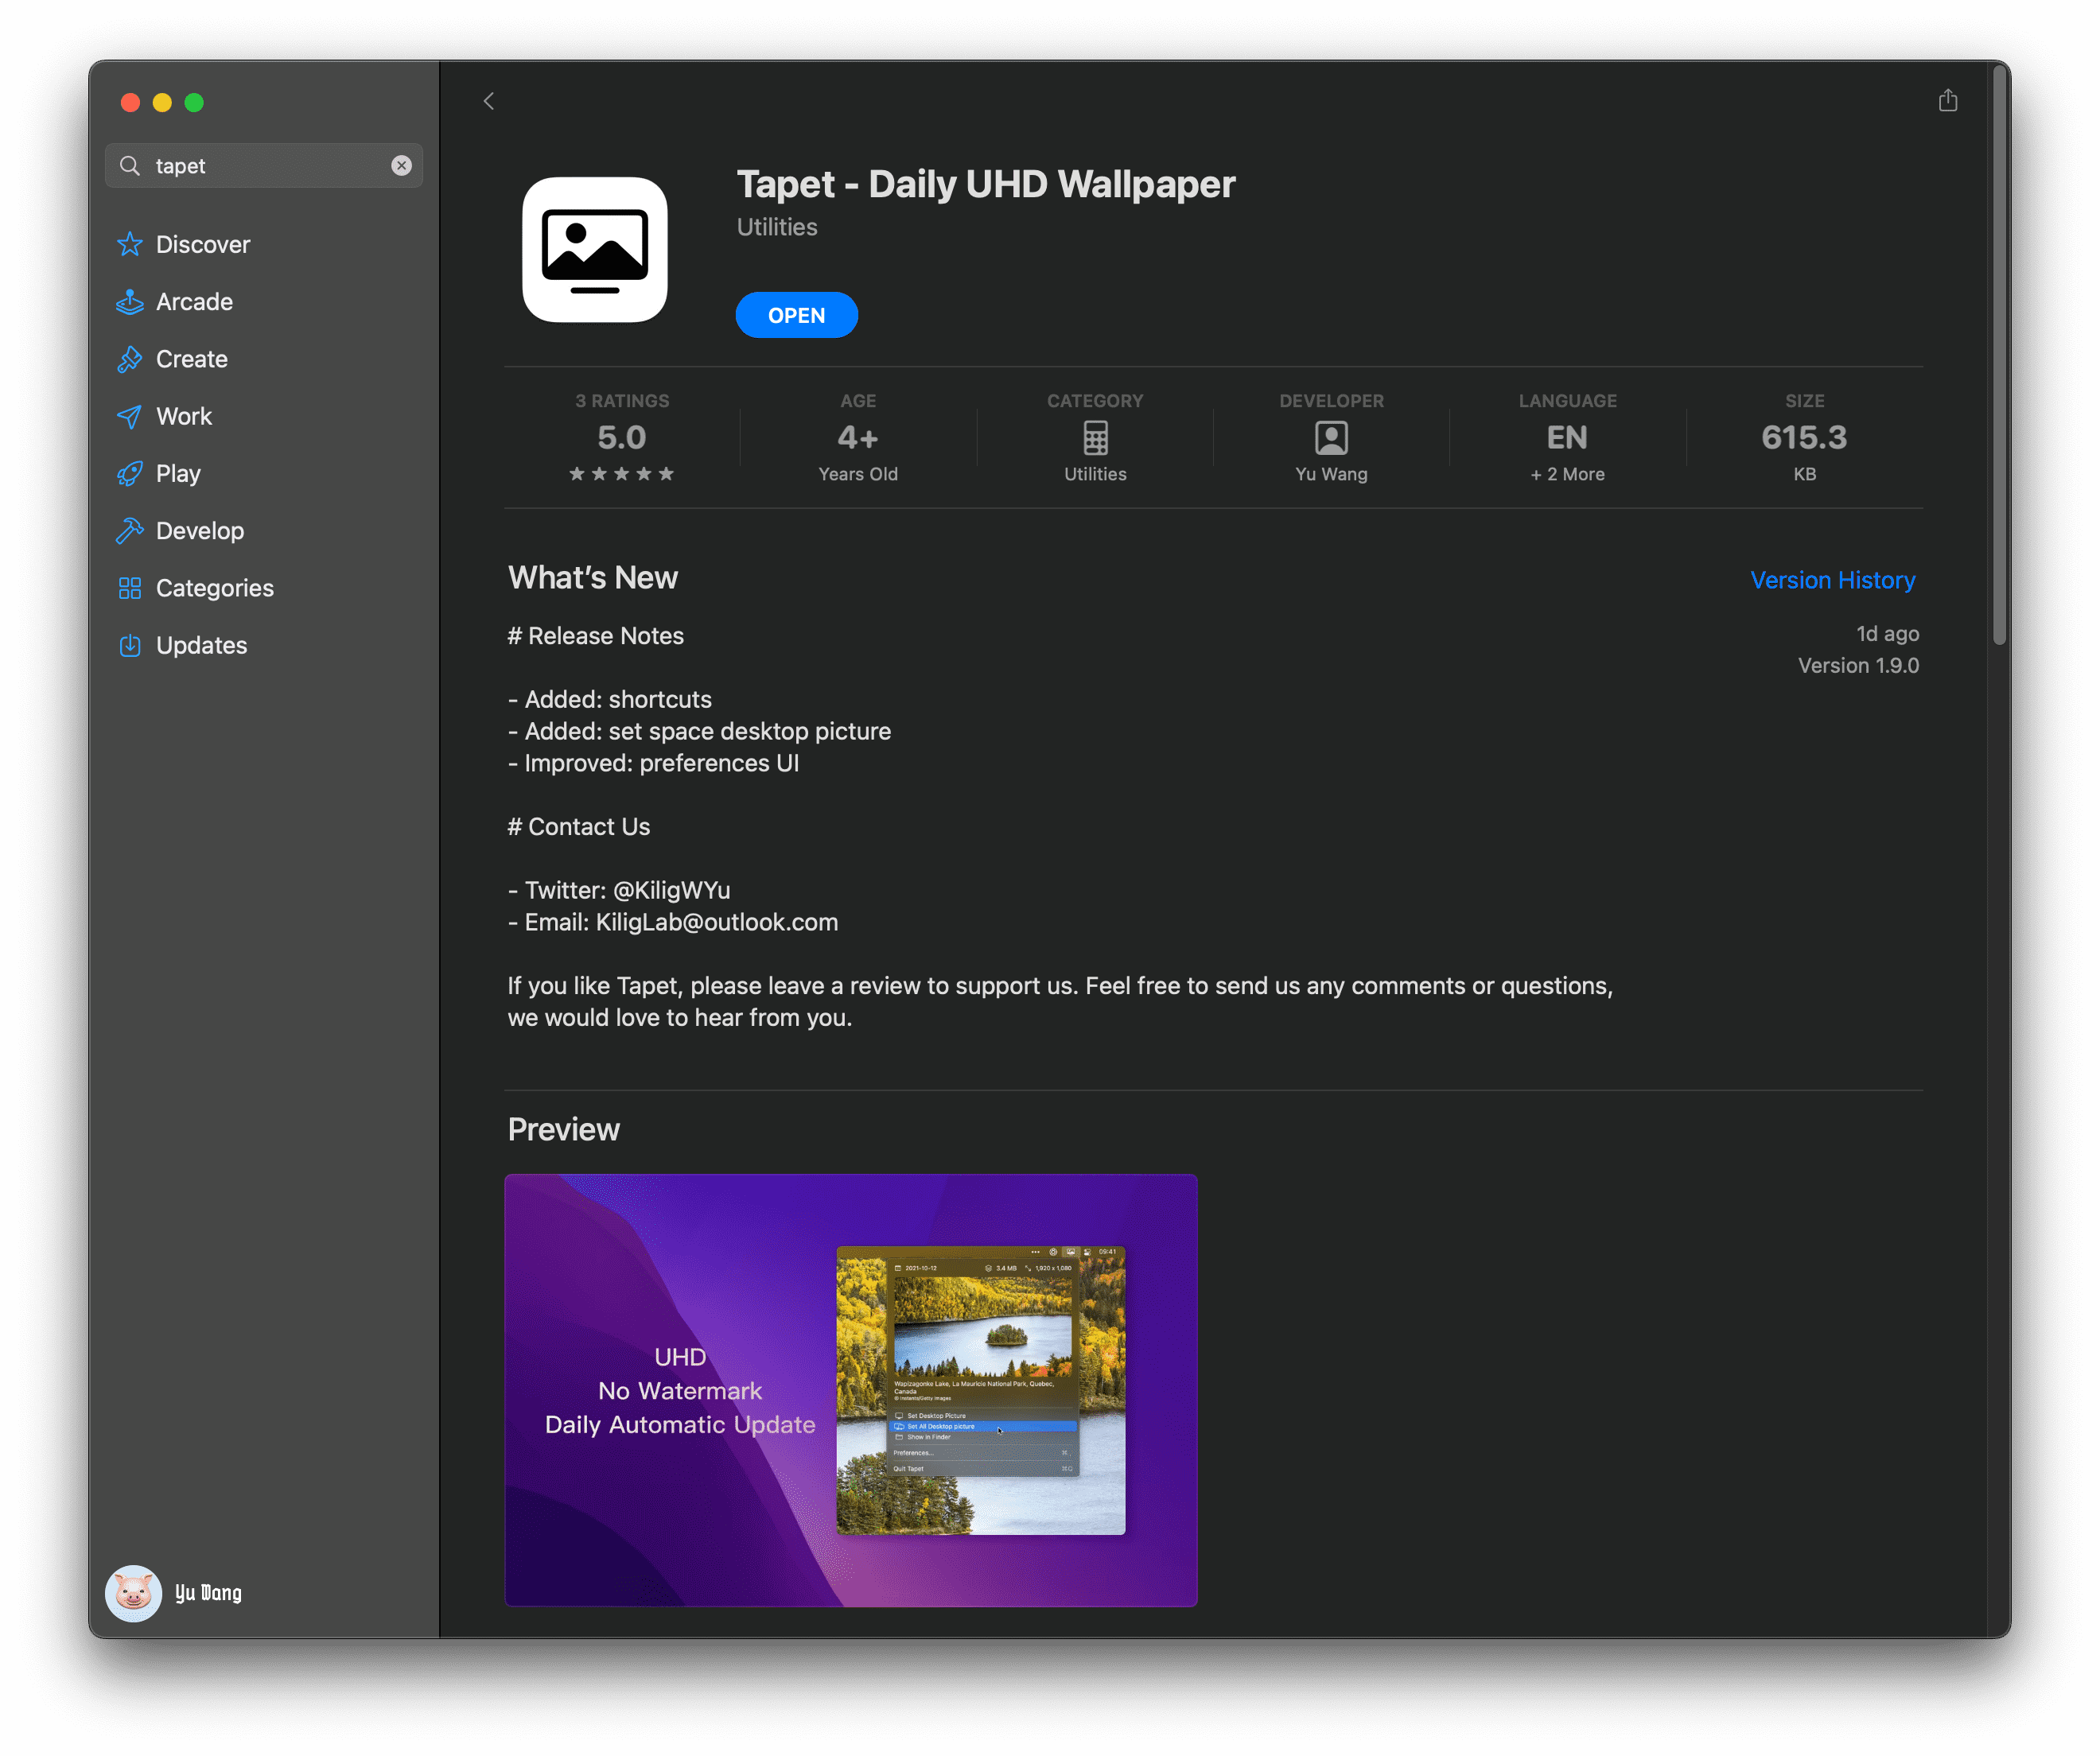 tapet
Discover
Arcade
Create
Work
Play
Develop
Categories
Updates
Yu Wang
Tapet - Daily UHD Wallpaper
Utilities
OPEN
3 RATINGS
5.0
★★★★★
AGE
4+
Years Old
CATEGORY
Utilities
DEVELOPER
Yu Wang
LANGUAGE
EN
+ 2 More
SIZE
615.3
KB
What's New
Version History
# Release Notes
1d ago
Version 1.9.0
- Added: shortcuts
- Added: set space desktop picture
- Improved: preferences UI
# Contact Us
- Twitter: @KiligWYu
- Email: KiligLab@outlook.com
If you like Tapet, please leave a review to support us. Feel free to send us any comments or questions,
we would love to hear from you.
Preview
UHD
No Watermark
Daily Automatic Update
09:41
2021-10-12 3.4 MB 1,920 x 1,080
Wapizagonke Lake, La Mauricie National Park, Quebec,
Canada
© instants/Getty Images
Set Desktop Picture
Set All Desktop picture
Show in Finder
Preferences... ⌘,
Quit Tapet ⌘Q